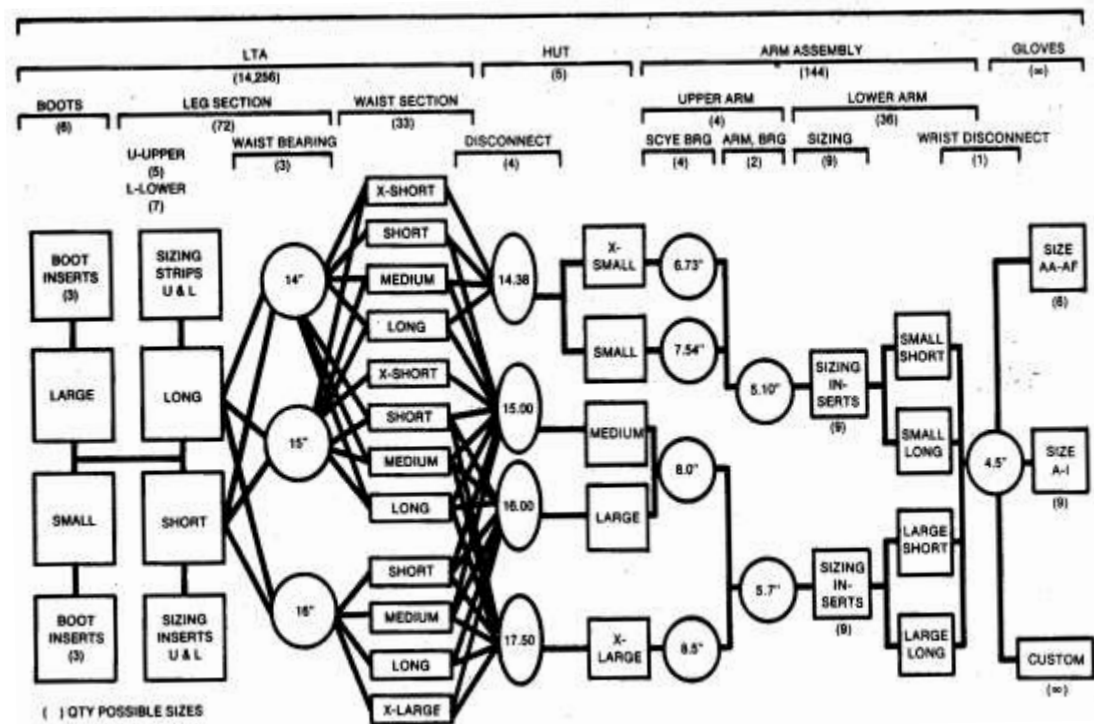 LTA
(14,256)
HUT
(5)
ARM ASSEMBLY
(144)
GLOVES
(∞)
BOOTS
(6)
LEG SECTION
(72)
WAIST SECTION
(33)
UPPER ARM
(4)
LOWER ARM
(36)
U-UPPER
(5)
L-LOWER
(7)
WAIST BEARING
(3)
DISCONNECT
(4)
SCYE BRG
(4)
ARM, BRG
(2)
SIZING
(9)
WRIST DISCONNECT
(1)
BOOT
INSERTS
(3)
LARGE
SMALL
BOOT
INSERTS
(3)
SIZING
STRIPS
U & L
LONG
SHORT
SIZING
INSERTS
U & L
14"
15"
16"
X-SHORT
SHORT
MEDIUM
LONG
X-SHORT
SHORT
MEDIUM
LONG
SHORT
MEDIUM
LONG
X-LARGE
14.38
15.00
16.00
17.50
X-
SMALL
SMALL
MEDIUM
LARGE
X-
LARGE
6.73"
7.54"
8.0"
8.5"
5.10"
5.7"
SIZING
IN-
SERTS
(9)
SIZING
IN-
SERTS
(9)
SMALL
SHORT
SMALL
LONG
LARGE
SHORT
LARGE
LONG
4.5"
SIZE
AA-AF
(6)
SIZE
A-I
(9)
CUSTOM
(∞)
( ) QTY POSSIBLE SIZES